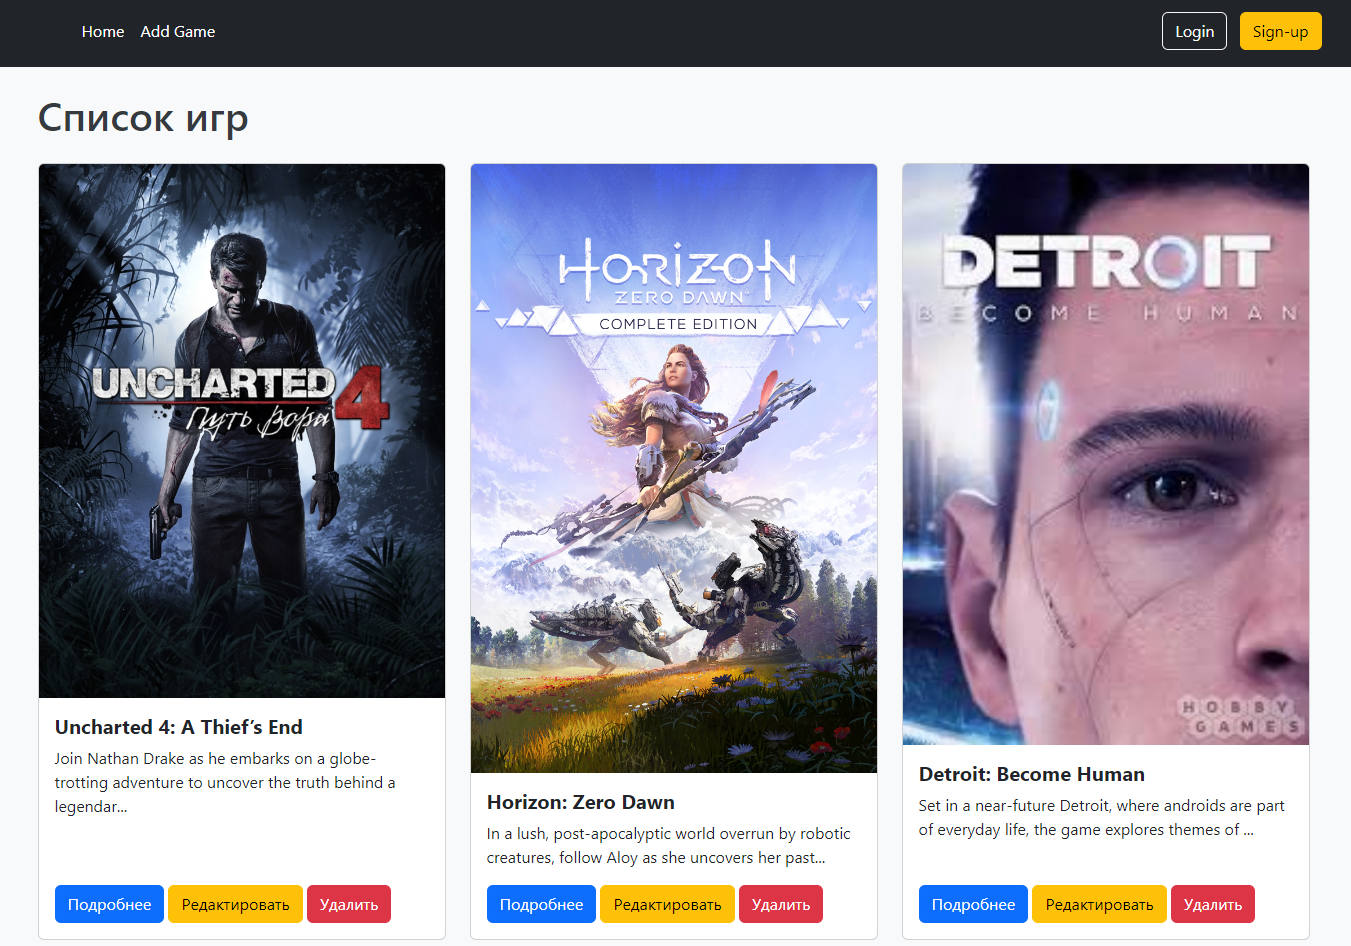 Home Add Game Login Sign-up
Список игр
UNCHARTED 4
Путь вора
HORIZON
ZERO DAWN
COMPLETE EDITION
DETROIT
BECOME HUMAN
HOBBY
GAMES
Uncharted 4: A Thief’s End
Join Nathan Drake as he embarks on a globe-
trotting adventure to uncover the truth behind a
legendar...
Подробнее Редактировать Удалить
Horizon: Zero Dawn
In a lush, post-apocalyptic world overrun by robotic
creatures, follow Aloy as she uncovers her past...
Подробнее Редактировать Удалить
Detroit: Become Human
Set in a near-future Detroit, where androids are part
of everyday life, the game explores themes of ...
Подробнее Редактировать Удалить